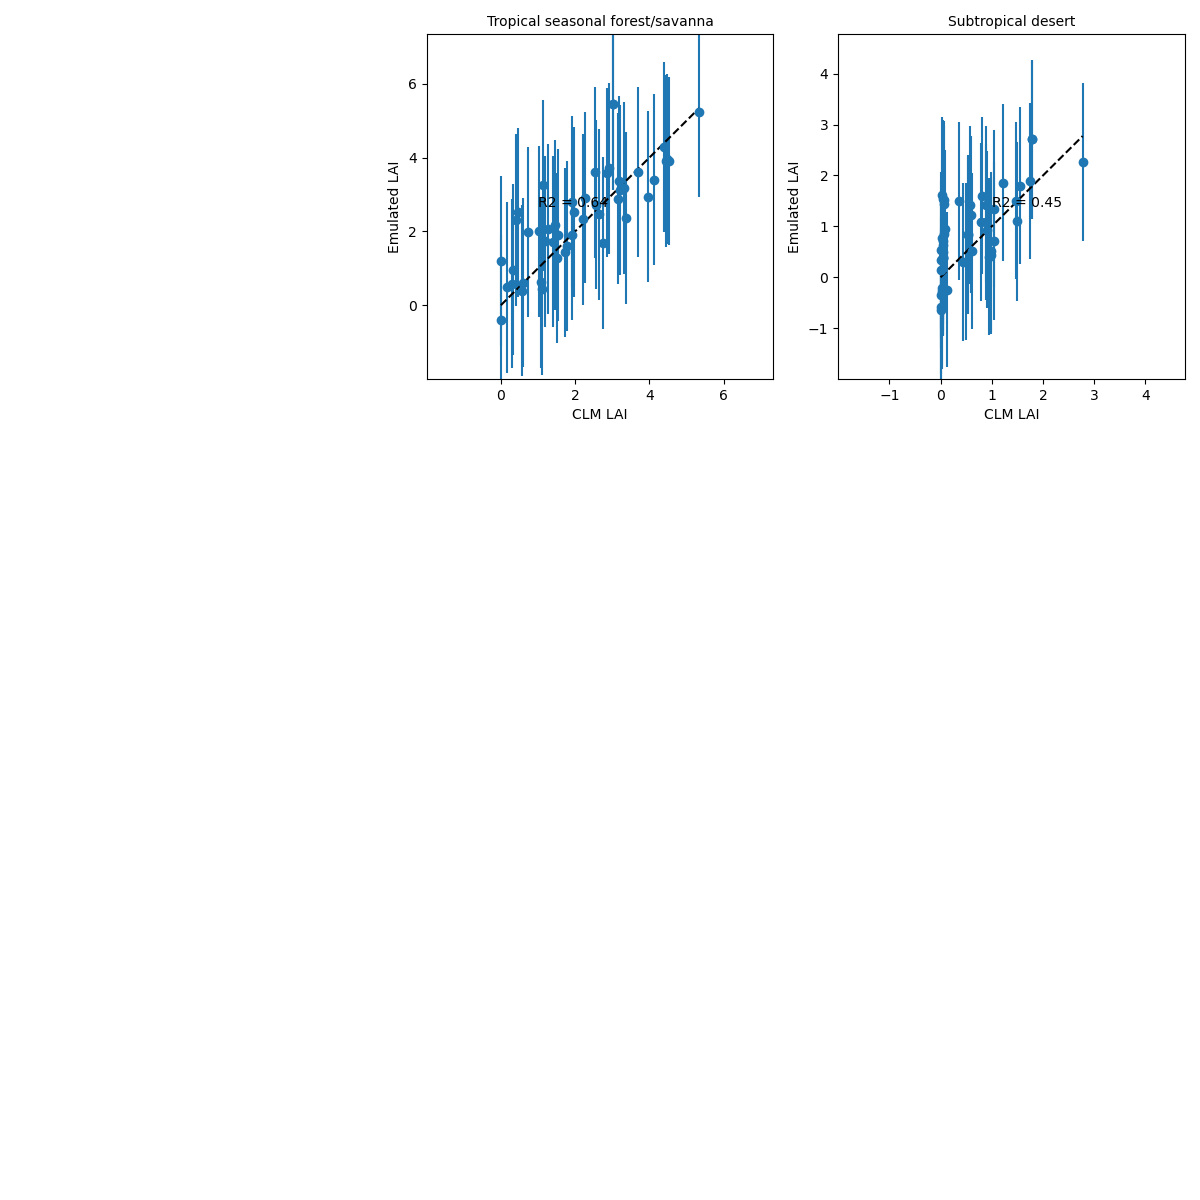 Tropical seasonal forest/savanna
Emulated LAI
6
4
2
0
R2 = 0.64
0 2 4 6
CLM LAI
Subtropical desert
Emulated LAI
4
3
2
1
0
−1
R2 = 0.45
−1 0 1 2 3 4
CLM LAI